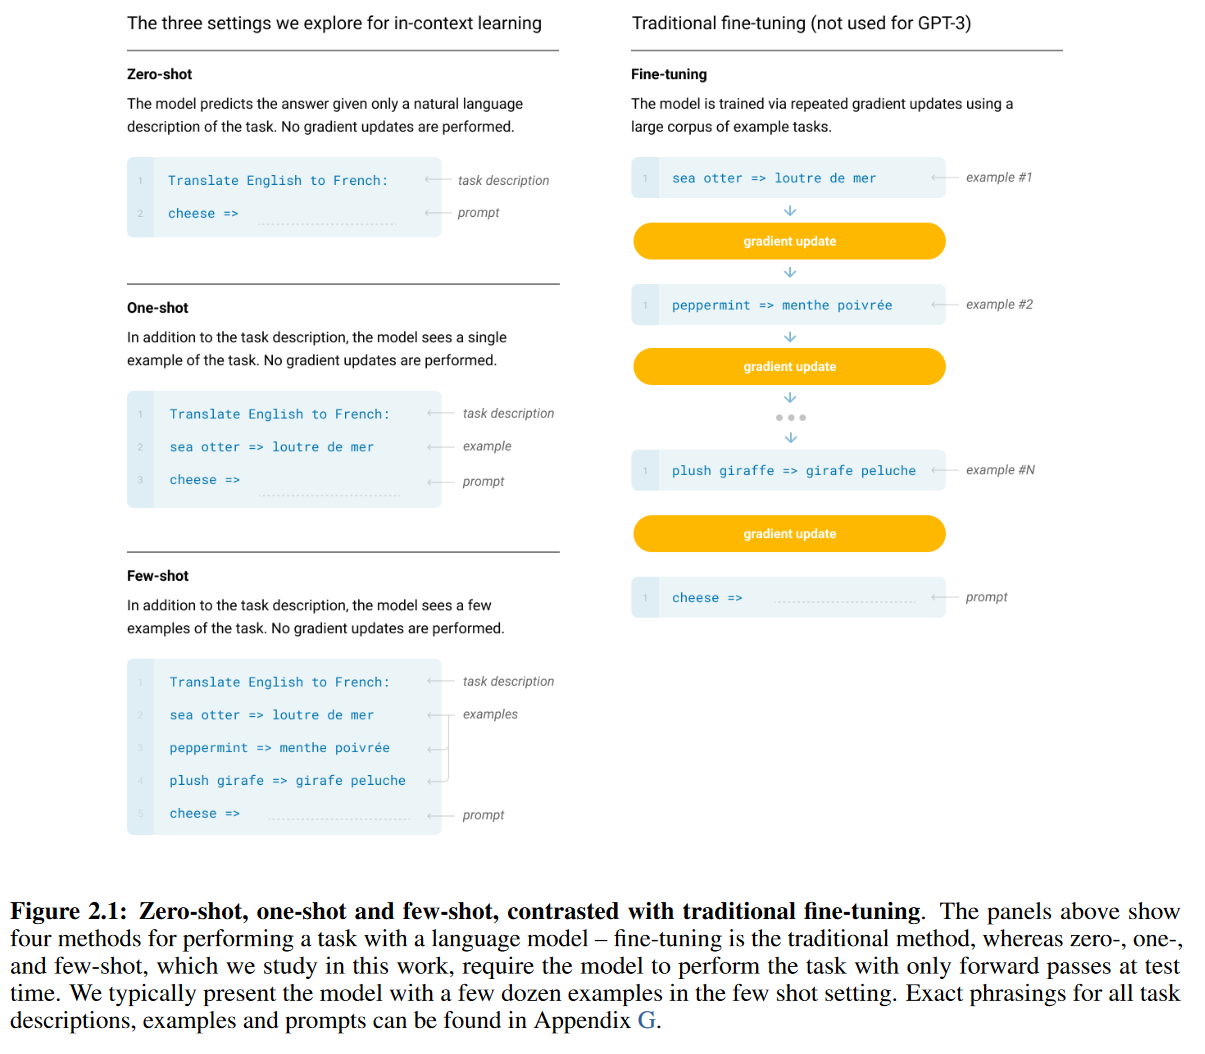 The three settings we explore for in-context learning
Zero-shot
The model predicts the answer given only a natural language
description of the task. No gradient updates are performed.
1 Translate English to French: task description
2 cheese => prompt
One-shot
In addition to the task description, the model sees a single
example of the task. No gradient updates are performed.
1 Translate English to French: task description
2 sea otter => loutre de mer example
3 cheese => prompt
Few-shot
In addition to the task description, the model sees a few
examples of the task. No gradient updates are performed.
1 Translate English to French: task description
2 sea otter => loutre de mer examples
3 peppermint => menthe poivrée
4 plush girafe => girafe peluche
5 cheese => prompt
Traditional fine-tuning (not used for GPT-3)
Fine-tuning
The model is trained via repeated gradient updates using a
large corpus of example tasks.
1 sea otter => loutre de mer example #1
gradient update
1 peppermint => menthe poivrée example #2
gradient update
1 plush giraffe => girafe peluche example #N
gradient update
1 cheese => prompt
Figure 2.1: Zero-shot, one-shot and few-shot, contrasted with traditional fine-tuning. The panels above show
four methods for performing a task with a language model – fine-tuning is the traditional method, whereas zero-, one-,
and few-shot, which we study in this work, require the model to perform the task with only forward passes at test
time. We typically present the model with a few dozen examples in the few shot setting. Exact phrasings for all task
descriptions, examples and prompts can be found in Appendix G.